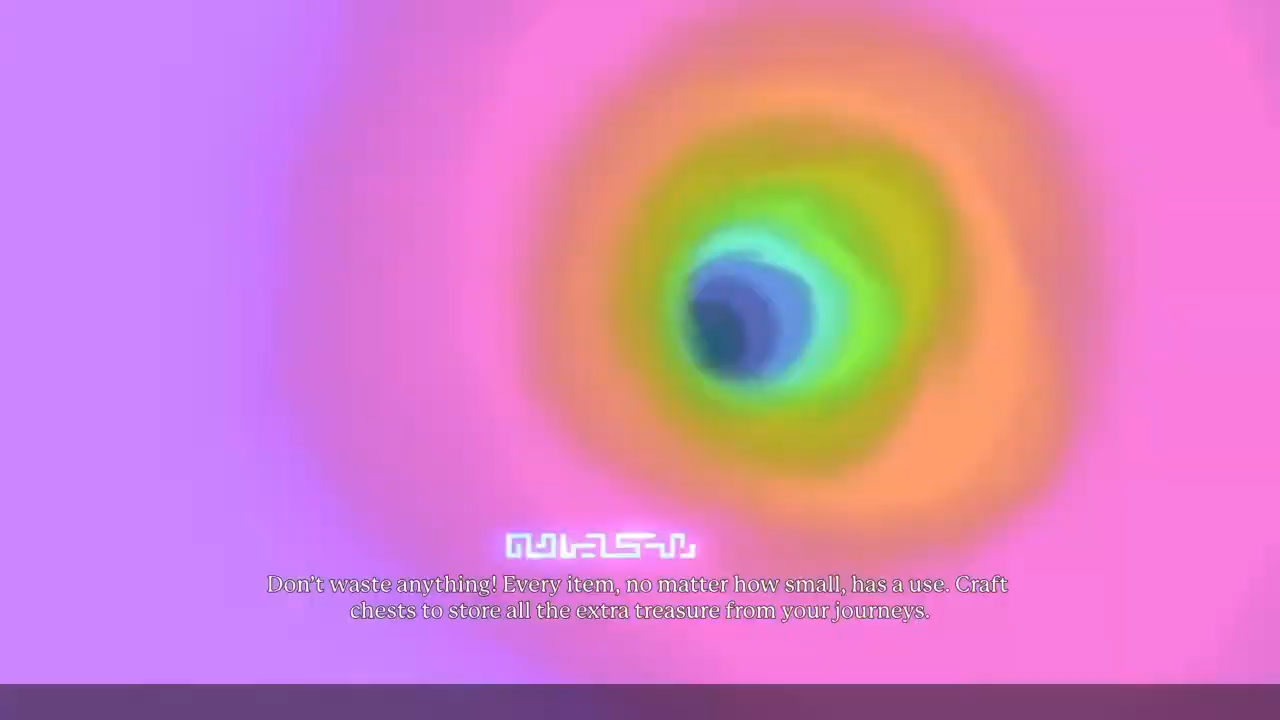 Don't waste anything! Every item, no matter how small, has a use. Craft
chests to store all the extra treasure from your journeys.